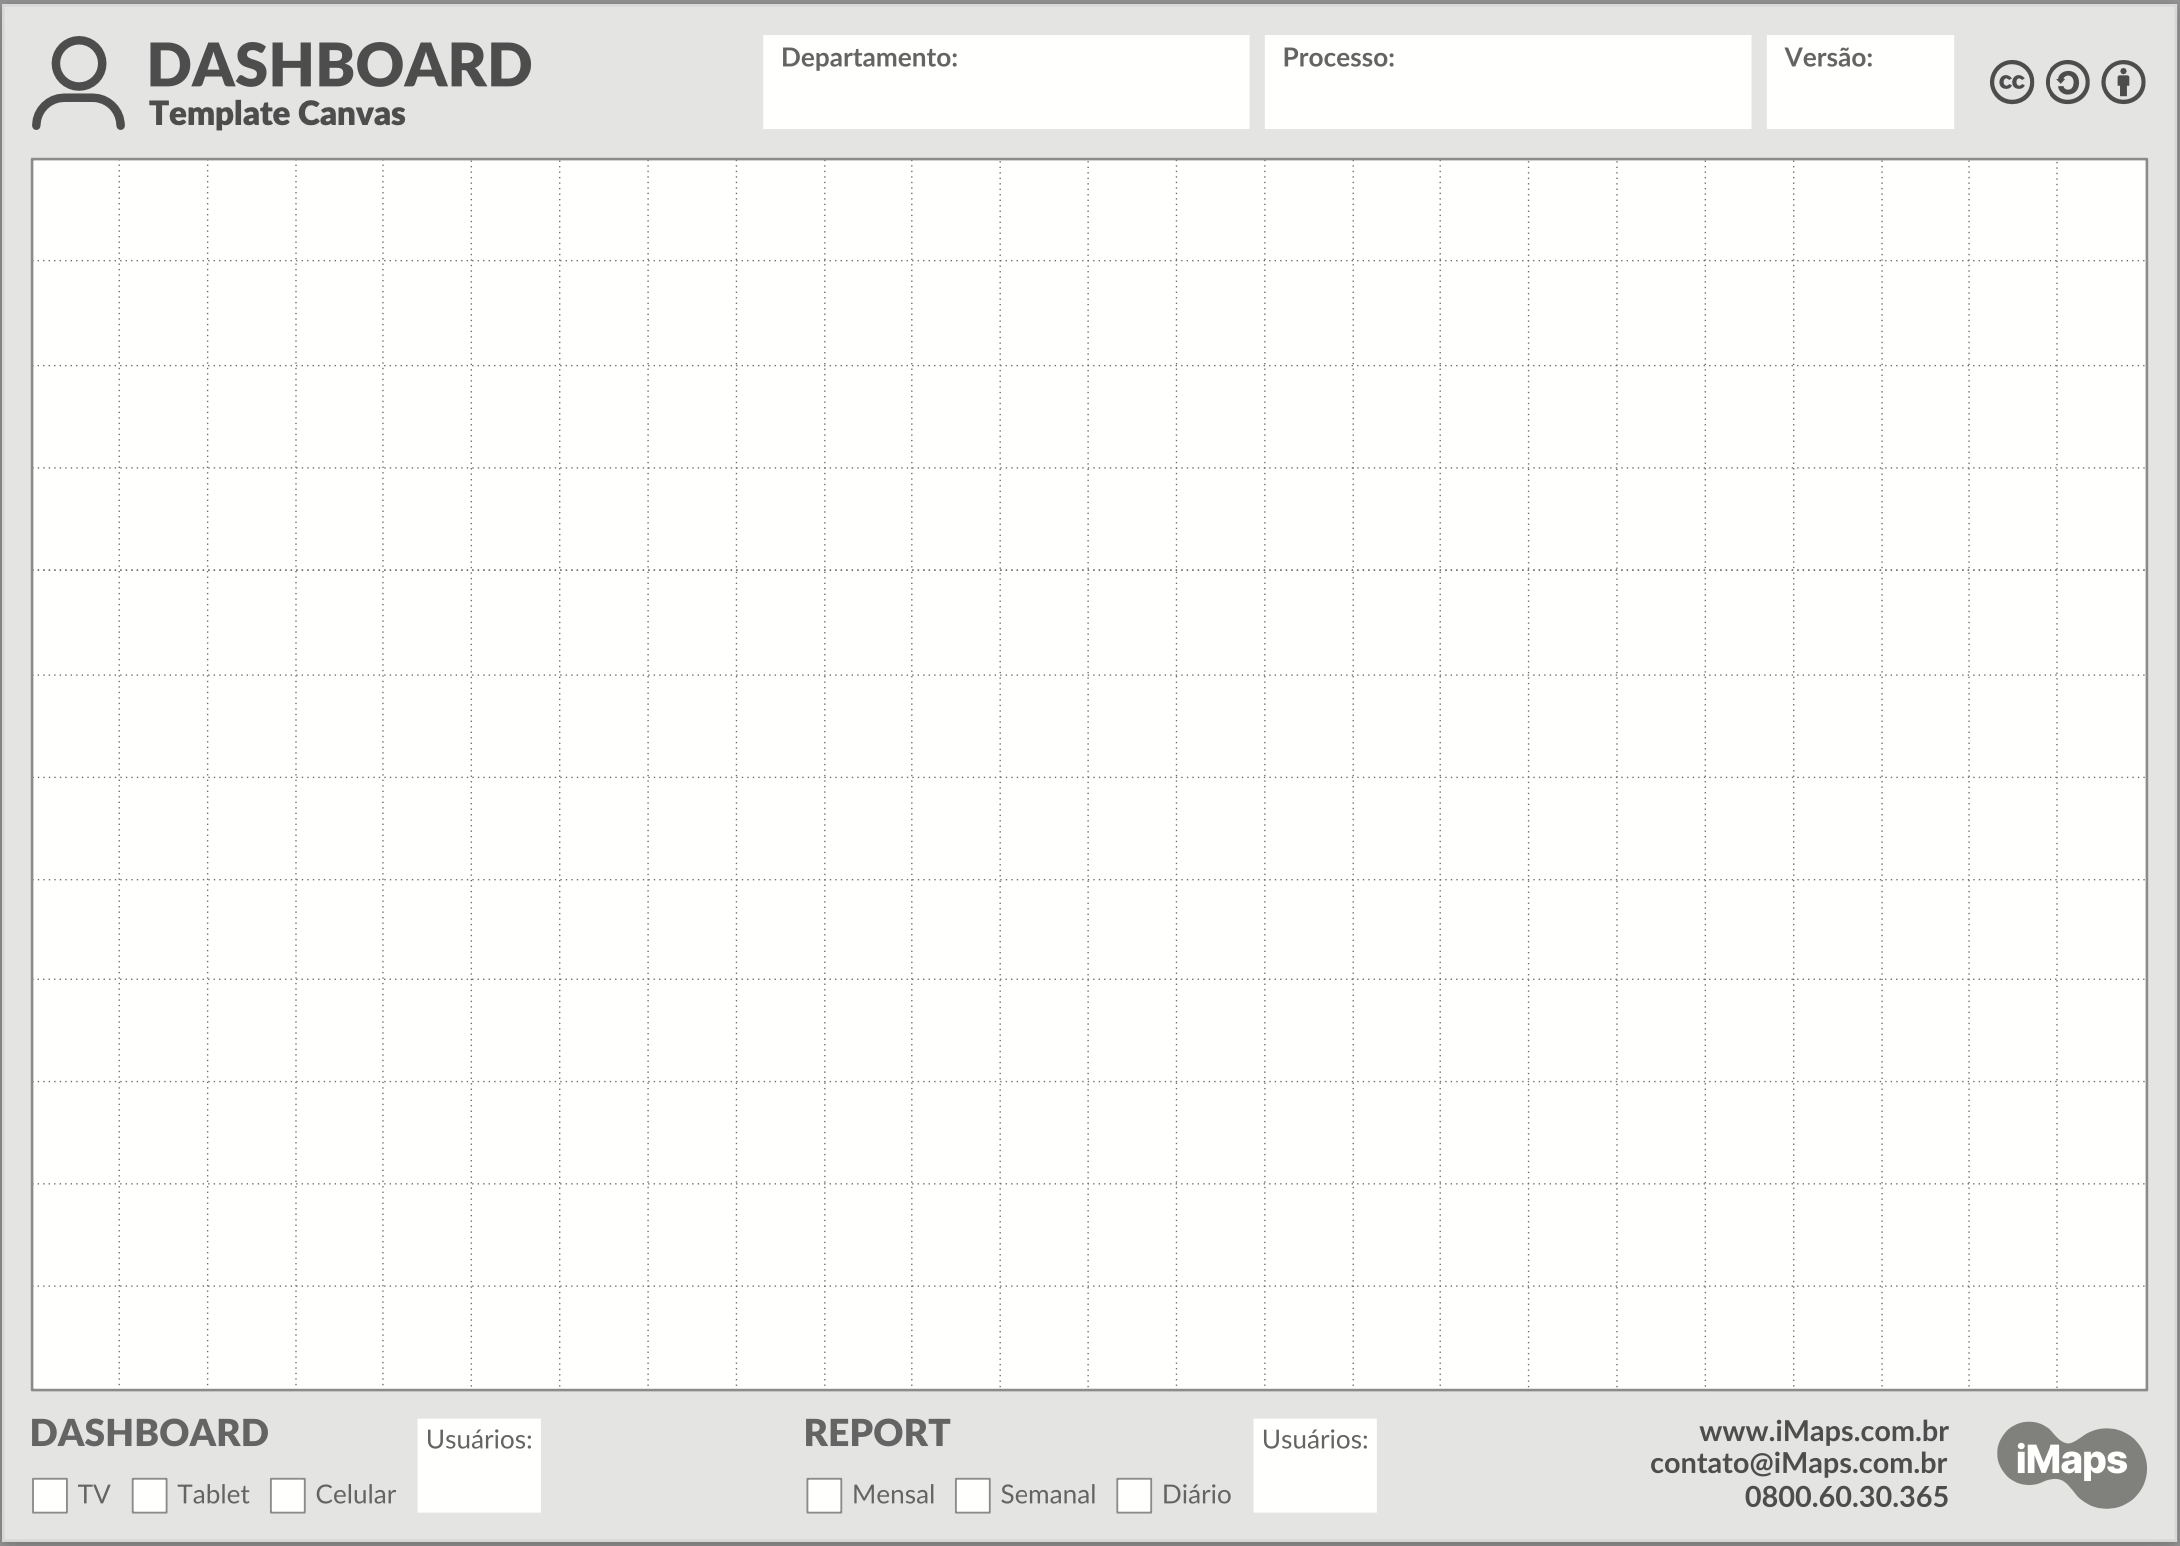 DASHBOARD
Template Canvas
Departamento:
Processo:
Versão:
cc
DASHBOARD
TV
Tablet
Celular
Usuários:
REPORT
Mensal
Semanal
Diário
Usuários:
www.iMaps.com.br
contato@iMaps.com.br
0800.60.30.365
iMaps